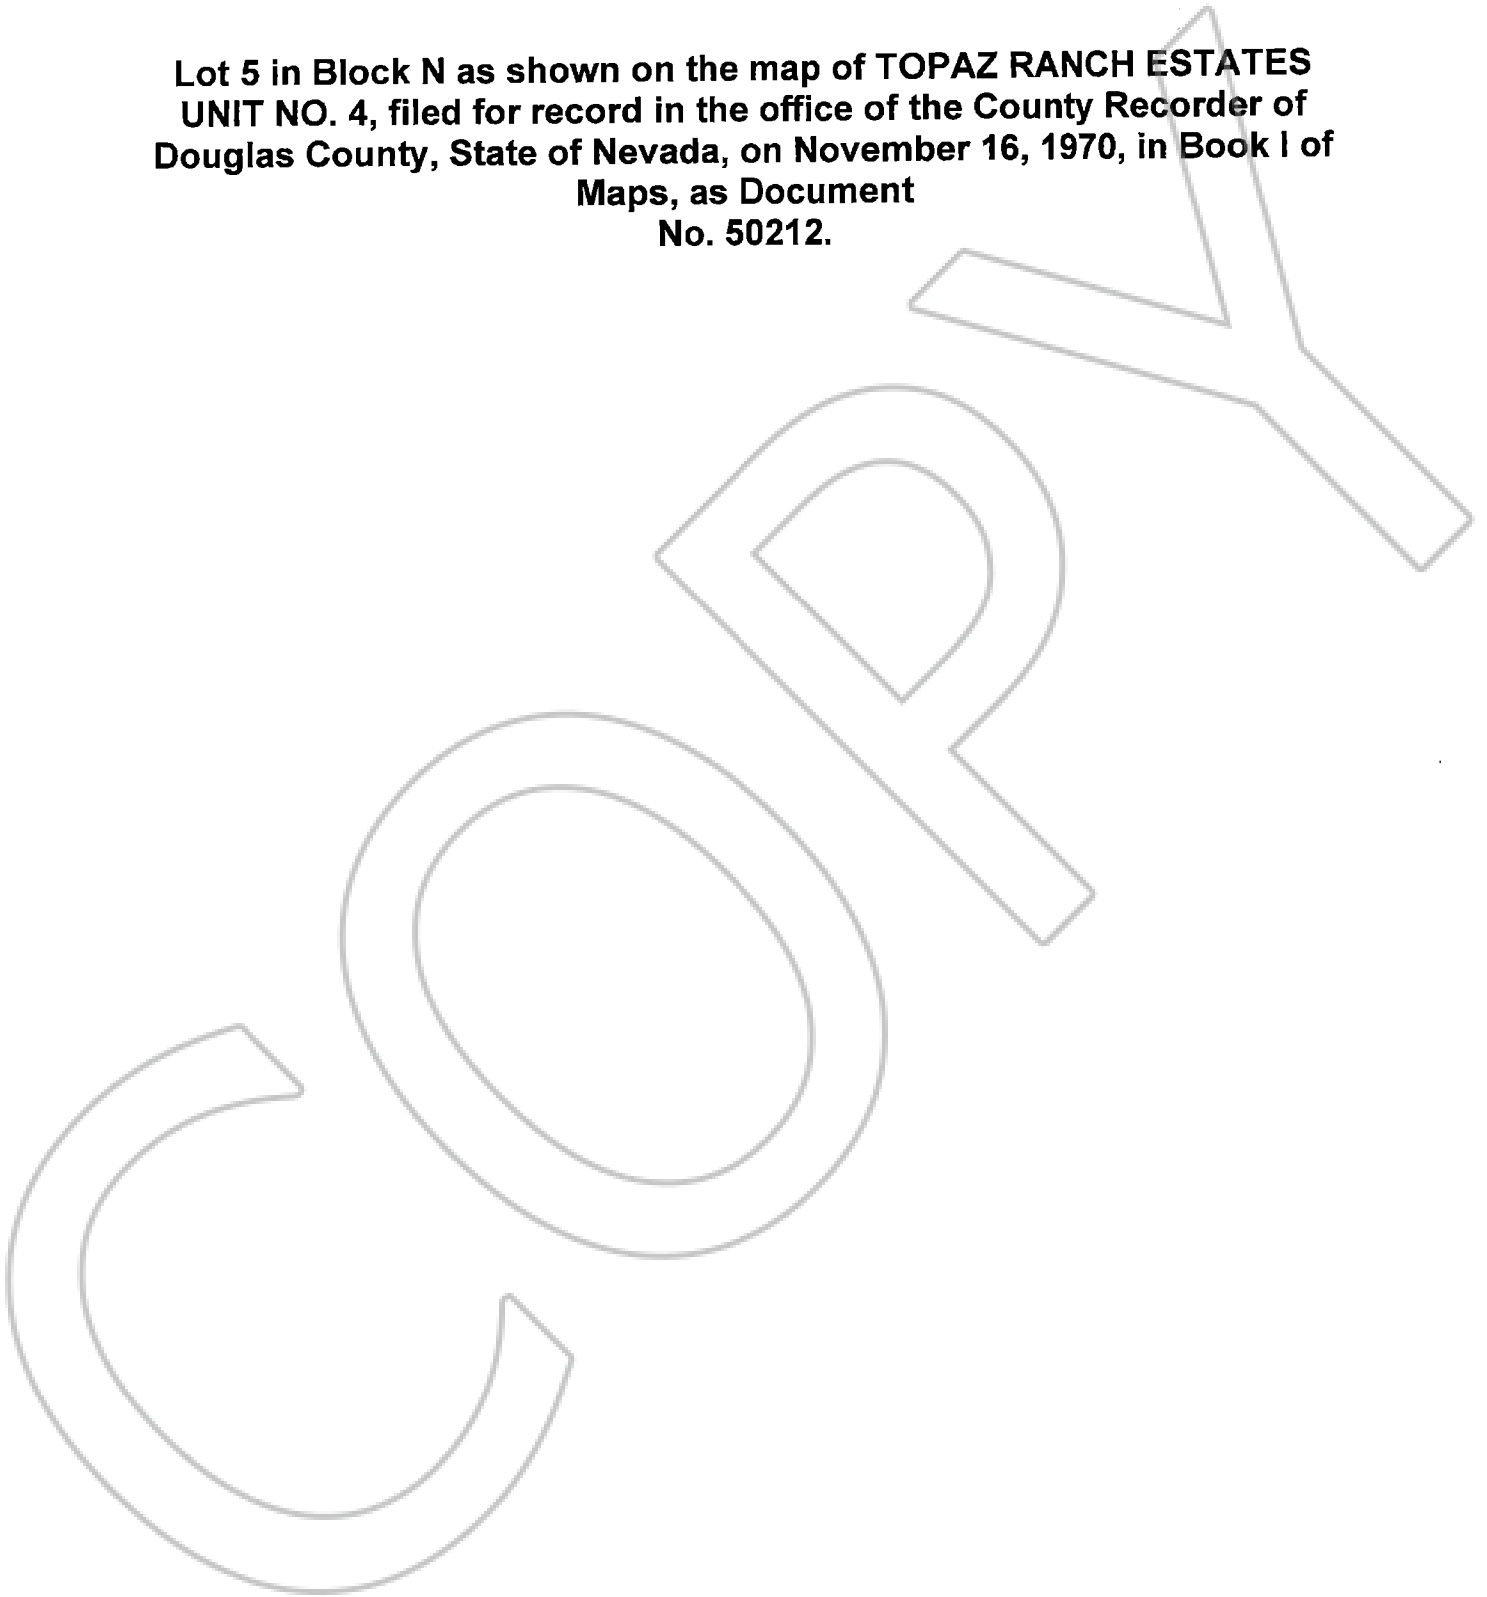 Lot 5 in Block N as shown on the map of TOPAZ RANCH ESTATES
UNIT NO. 4, filed for record in the office of the County Recorder of
Douglas County, State of Nevada, on November 16, 1970, in Book I of
Maps, as Document
No. 50212.
COPY